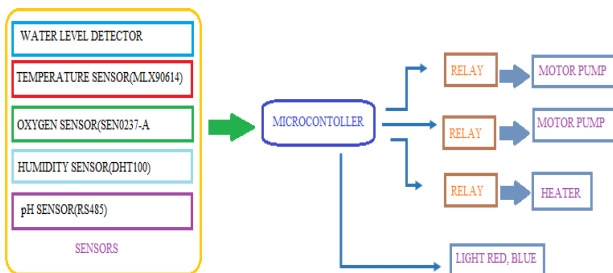 WATER LEVEL DETECTOR
TEMPERATURE SENSOR(MLX90614)
OXYGEN SENSOR(SEN0237-A
HUMIDITY SENSOR(DHT100)
pH SENSOR(RS485)
SENSORS
MICROCONTOLLER
RELAY
MOTOR PUMP
RELAY
MOTOR PUMP
RELAY
HEATER
LIGHT RED, BLUE